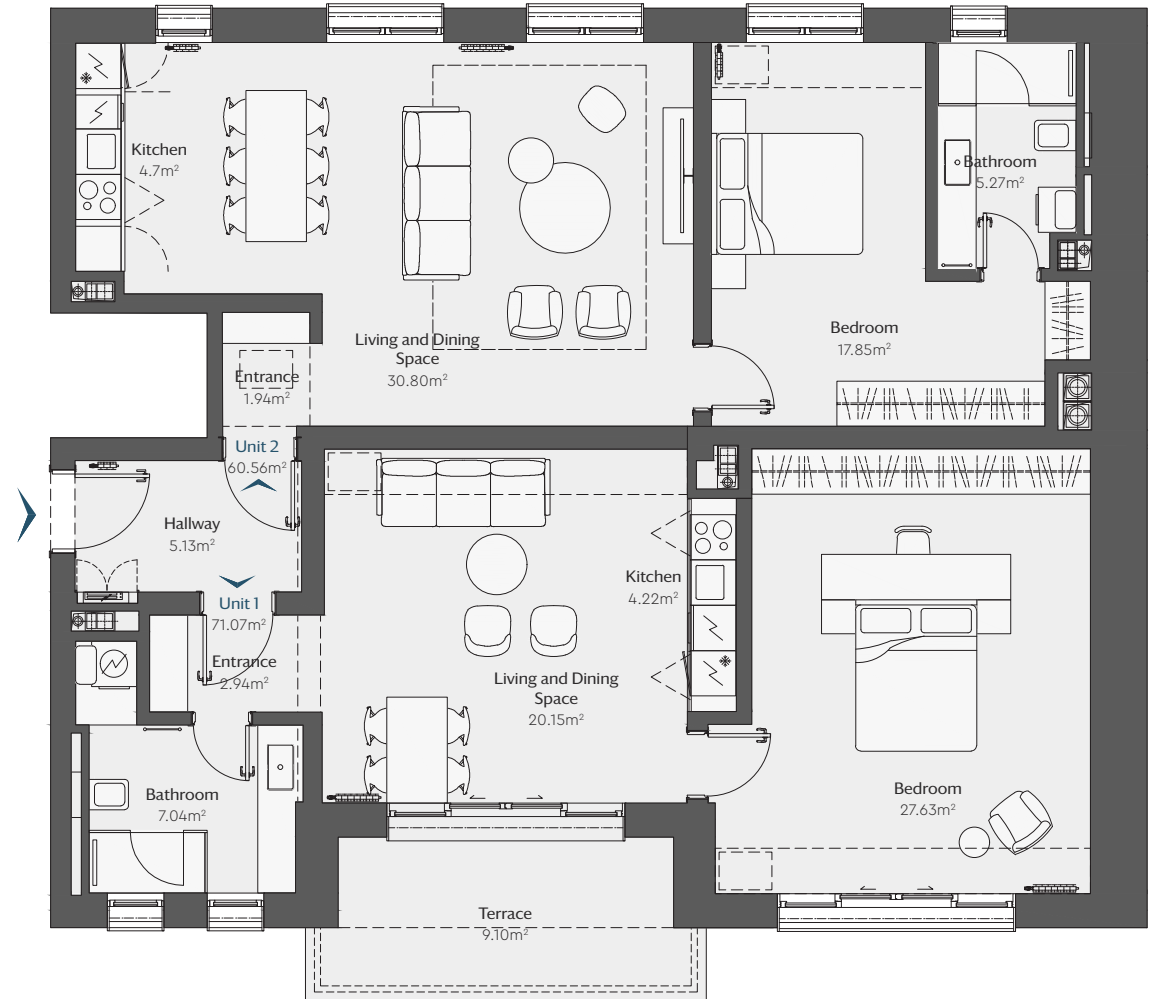 Kitchen
4.7m²
Bathroom
5.27m²
Living and Dining
Space
30.80m²
Bedroom
17.85m²
Entrance
1.94m²
Unit 2
60.56m²
Hallway
5.13m²
Unit 1
71.07m²
Entrance
2.94m²
Kitchen
4.22m²
Living and Dining
Space
20.15m²
Bathroom
7.04m²
Bedroom
27.63m²
Terrace
9.10m²